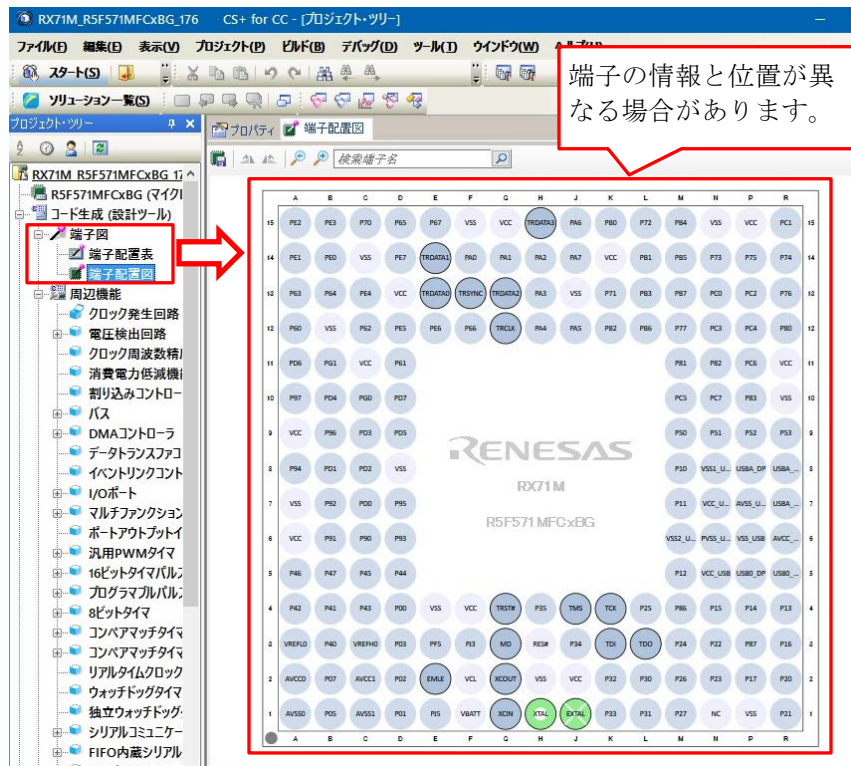 RX71M_R5F571MFCxBG_176 CS+ for CC - [プロジェクト・ツリー]
ファイル(F) 編集(E) 表示(V) プロジェクト(P) ビルド(B) デバッグ(D) ツール(T) ウインドウ(W)
スタート(S)
ソリューション一覧(S)
端子の情報と位置が異
なる場合があります。
プロジェクト・ツリー
プロパティ 端子配置図
検索端子名
RX71M_R5F571MFCxBG_17
R5F571MFCxBG (マイク
コード生成 (設計ツール)
端子図
端子配置表
端子配置図
周辺機能
クロック発生回路
電圧検出回路
クロック周波数精
消費電力低減機
割り込みコントロー
バス
DMAコントローラ
データトランスファコ
イベントリンクコント
I/Oポート
マルチファンクション
ポートアウトプットイ
汎用PWMタイマ
16ビットタイマパル
プログラマブルパル
8ビットタイマ
コンペアマッチタイマ
コンペアマッチタイマ
リアルタイムクロック
ウォッチドッグタイマ
独立ウォッチドッグ
シリアルコミュニケー
FIFO内蔵シリアル
A B C D E F G H J K L M N P R
15 PE2 PE3 P70 P65 P67 VSS VCC TRDATA3 PA6 PB0 P72 PB4 VSS VCC PC1 15
14 PE1 PE0 VSS PE7 TRDATA1 PA0 PA1 PA2 PA7 VCC PB1 PB5 P73 P75 P74 14
13 P63 P64 PE4 VCC TRDATA0 TRSYNC TRDATA2 PA3 VSS P71 PB3 PB7 PC0 PC2 P76 13
12 P60 VSS P62 PE5 PE6 P66 TRCLK PA4 PA5 PB2 PB6 P77 PC3 PC4 P80 12
11 PD6 PG1 VCC P61 P81 P82 PC6 VCC 11
10 P97 PD4 PG0 PD7 PC5 PC7 P83 VSS 10
9 VCC P96 PD3 PD5 P50 P51 P52 P53 9
RENESAS
8 P94 PD1 PD2 VSS P10 VSS1_U... USBA_DP USBA_... 8
RX71M
7 VSS P92 PD0 P95 P11 VCC_U... AVSS_U... USBA_... 7
R5F571MFCxBG
6 VCC P91 P90 P93 VSS2_U... PVSS_U... VSS_USB AVCC_... 6
5 P46 P47 P45 P44 P12 VCC_USB USB0_DP USB0_... 5
4 P42 P41 P43 P00 VSS VCC TRST# P35 TMS TCK P25 P86 P15 P14 P13 4
3 VREFL0 P40 VREFH0 P03 PF5 PJ3 MD RES# P34 TDI TDO P24 P22 P87 P16 3
2 AVCC0 P07 AVCC1 P02 EMLE VCL XCOUT VSS VCC P32 P30 P26 P23 P17 P20 2
1 AVSS0 P05 AVSS1 P01 PJ5 VBATT XCIN XTAL EXTAL P33 P31 P27 NC VSS P21 1
A B C D E F G H J K L M N P R